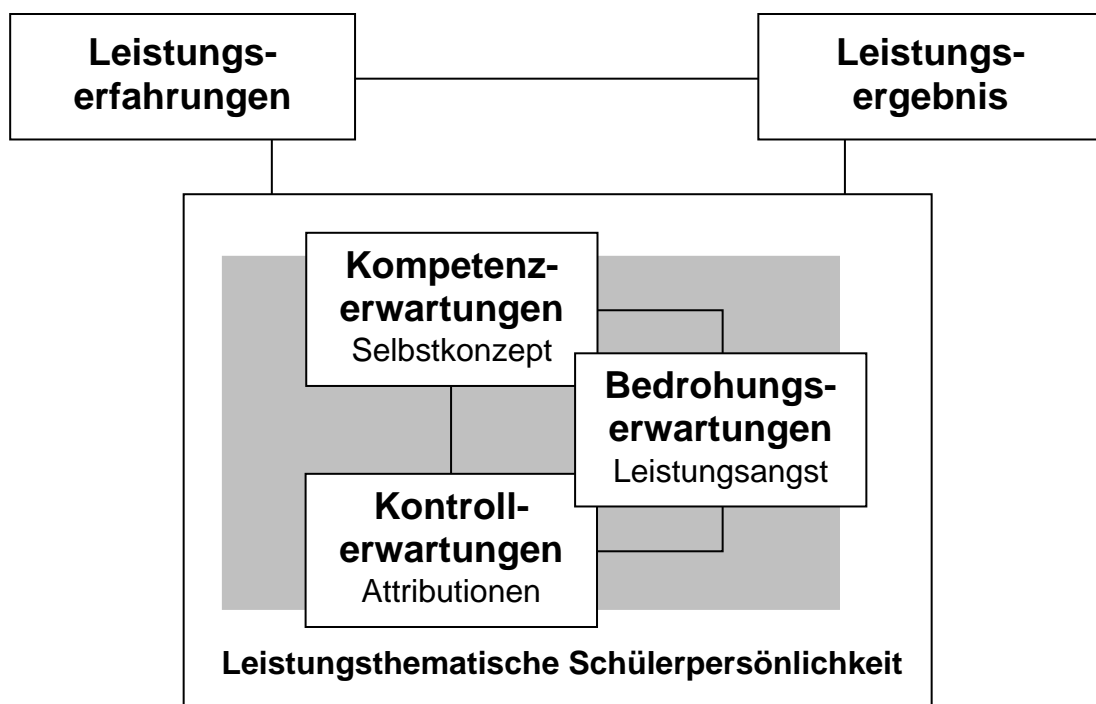 Leistungs-
erfahrungen
Leistungs-
ergebnis
Kompetenz-
erwartungen
Selbstkonzept
Bedrohungs-
erwartungen
Leistungsangst
Kontroll-
erwartungen
Attributionen
Leistungsthematische Schülerpersönlichkeit